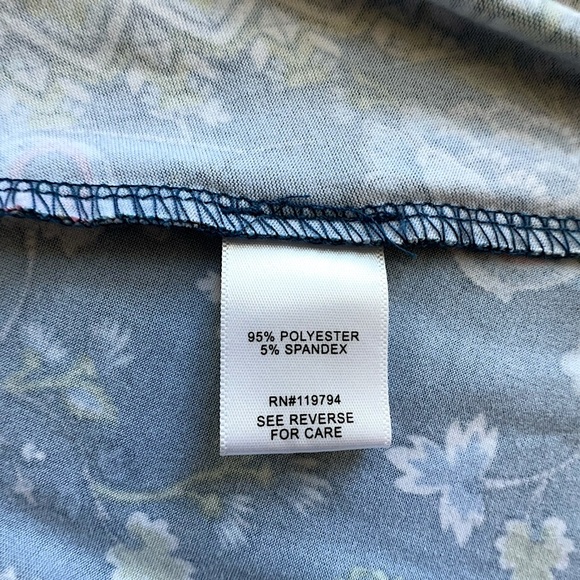 95% POLYESTER
5% SPANDEX
RN#119794
SEE REVERSE
FOR CARE